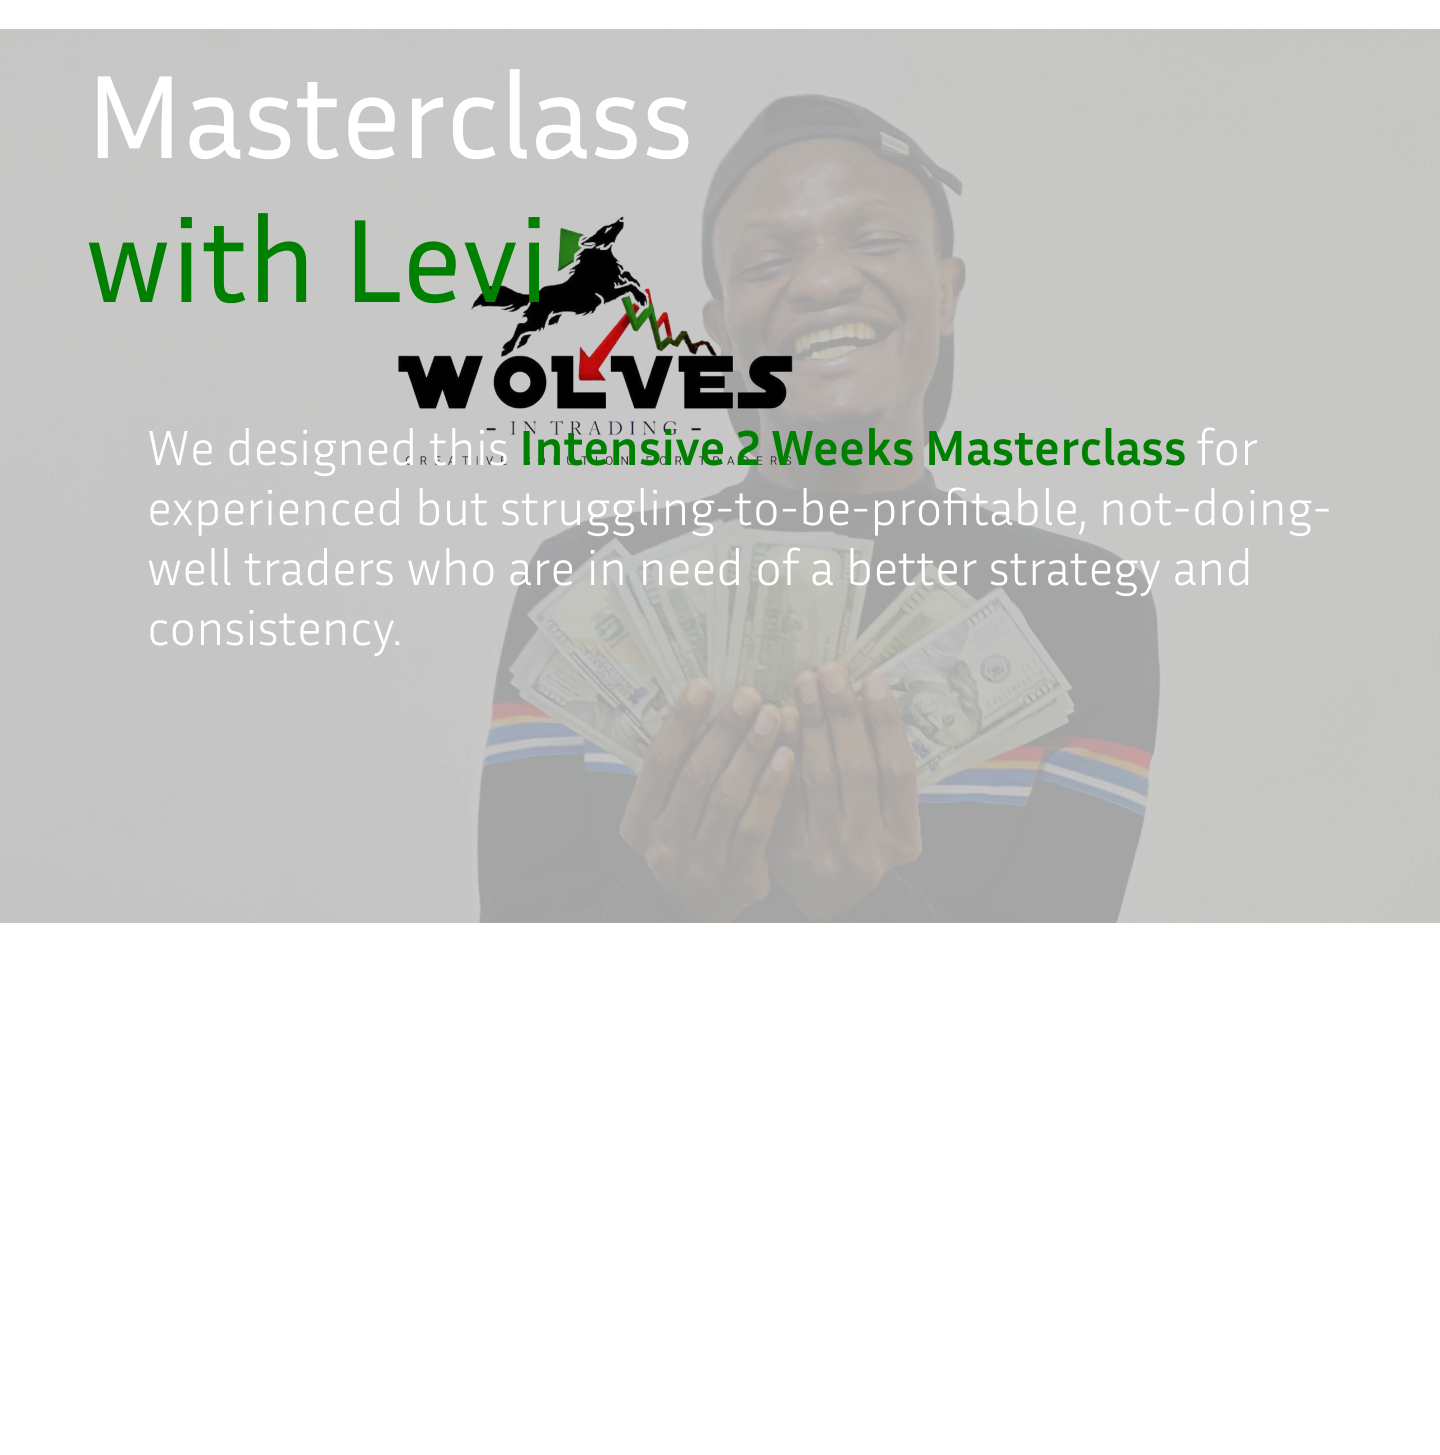 Masterclass
with Levi
WOLVES
- IN TRADING -
CREATIVE SOLUTION FOR TRADERS
We designed this Intensive 2 Weeks Masterclass for
experienced but struggling-to-be-profitable, not-doing-
well traders who are in need of a better strategy and
consistency.